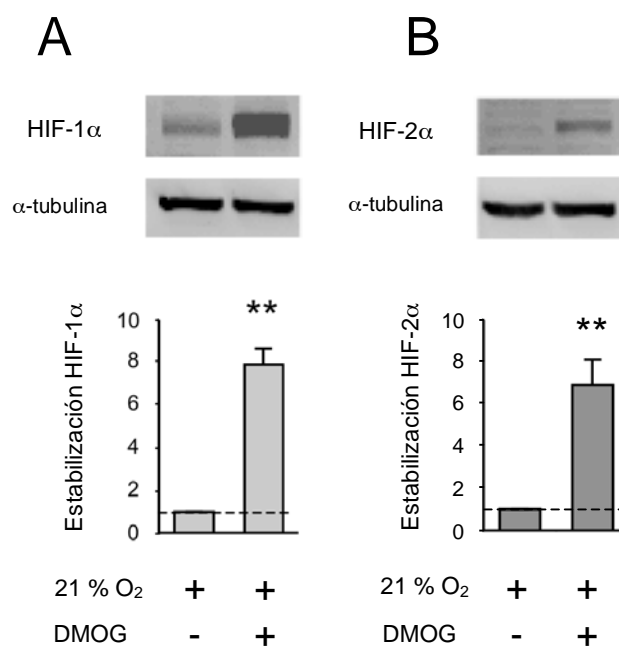 A
HIF-1α
α-tubulina
Estabilización HIF-1α
10
8
6
4
2
0
**
21 % O₂ + +
DMOG - +
B
HIF-2α
α-tubulina
Estabilización HIF-2α
10
8
6
4
2
0
**
21 % O₂ + +
DMOG - +